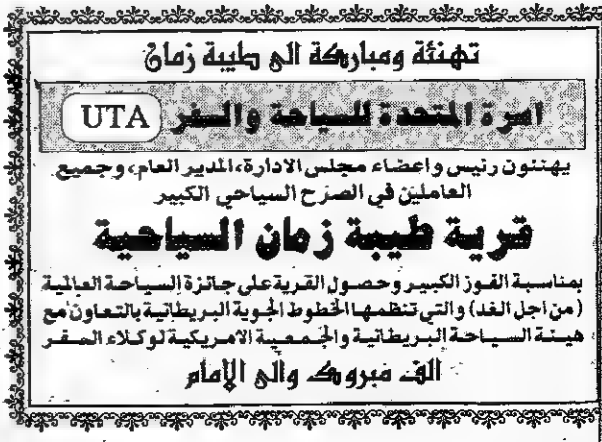 تهنئة ومباركة الى طيبة زمان
اسرة المتحدة للسياحة والسفر UTA
يهنئون رئيس واعضاء مجلس الادارة، المدير العام، وجميع
العاملين في الصرح السياحي الكبير
قرية طيبة زمان السياحية
بمناسبة الفوز الكبير وحصول القرية على جائزة السياحة العالمية
(من اجل الغد) والتي تنظمها الخطوط الجوية البريطانية بالتعاون مع
هيئة السياحة البريطانية والجمعية الامريكية لوكلاء السفر
الف مبروك والى الامام